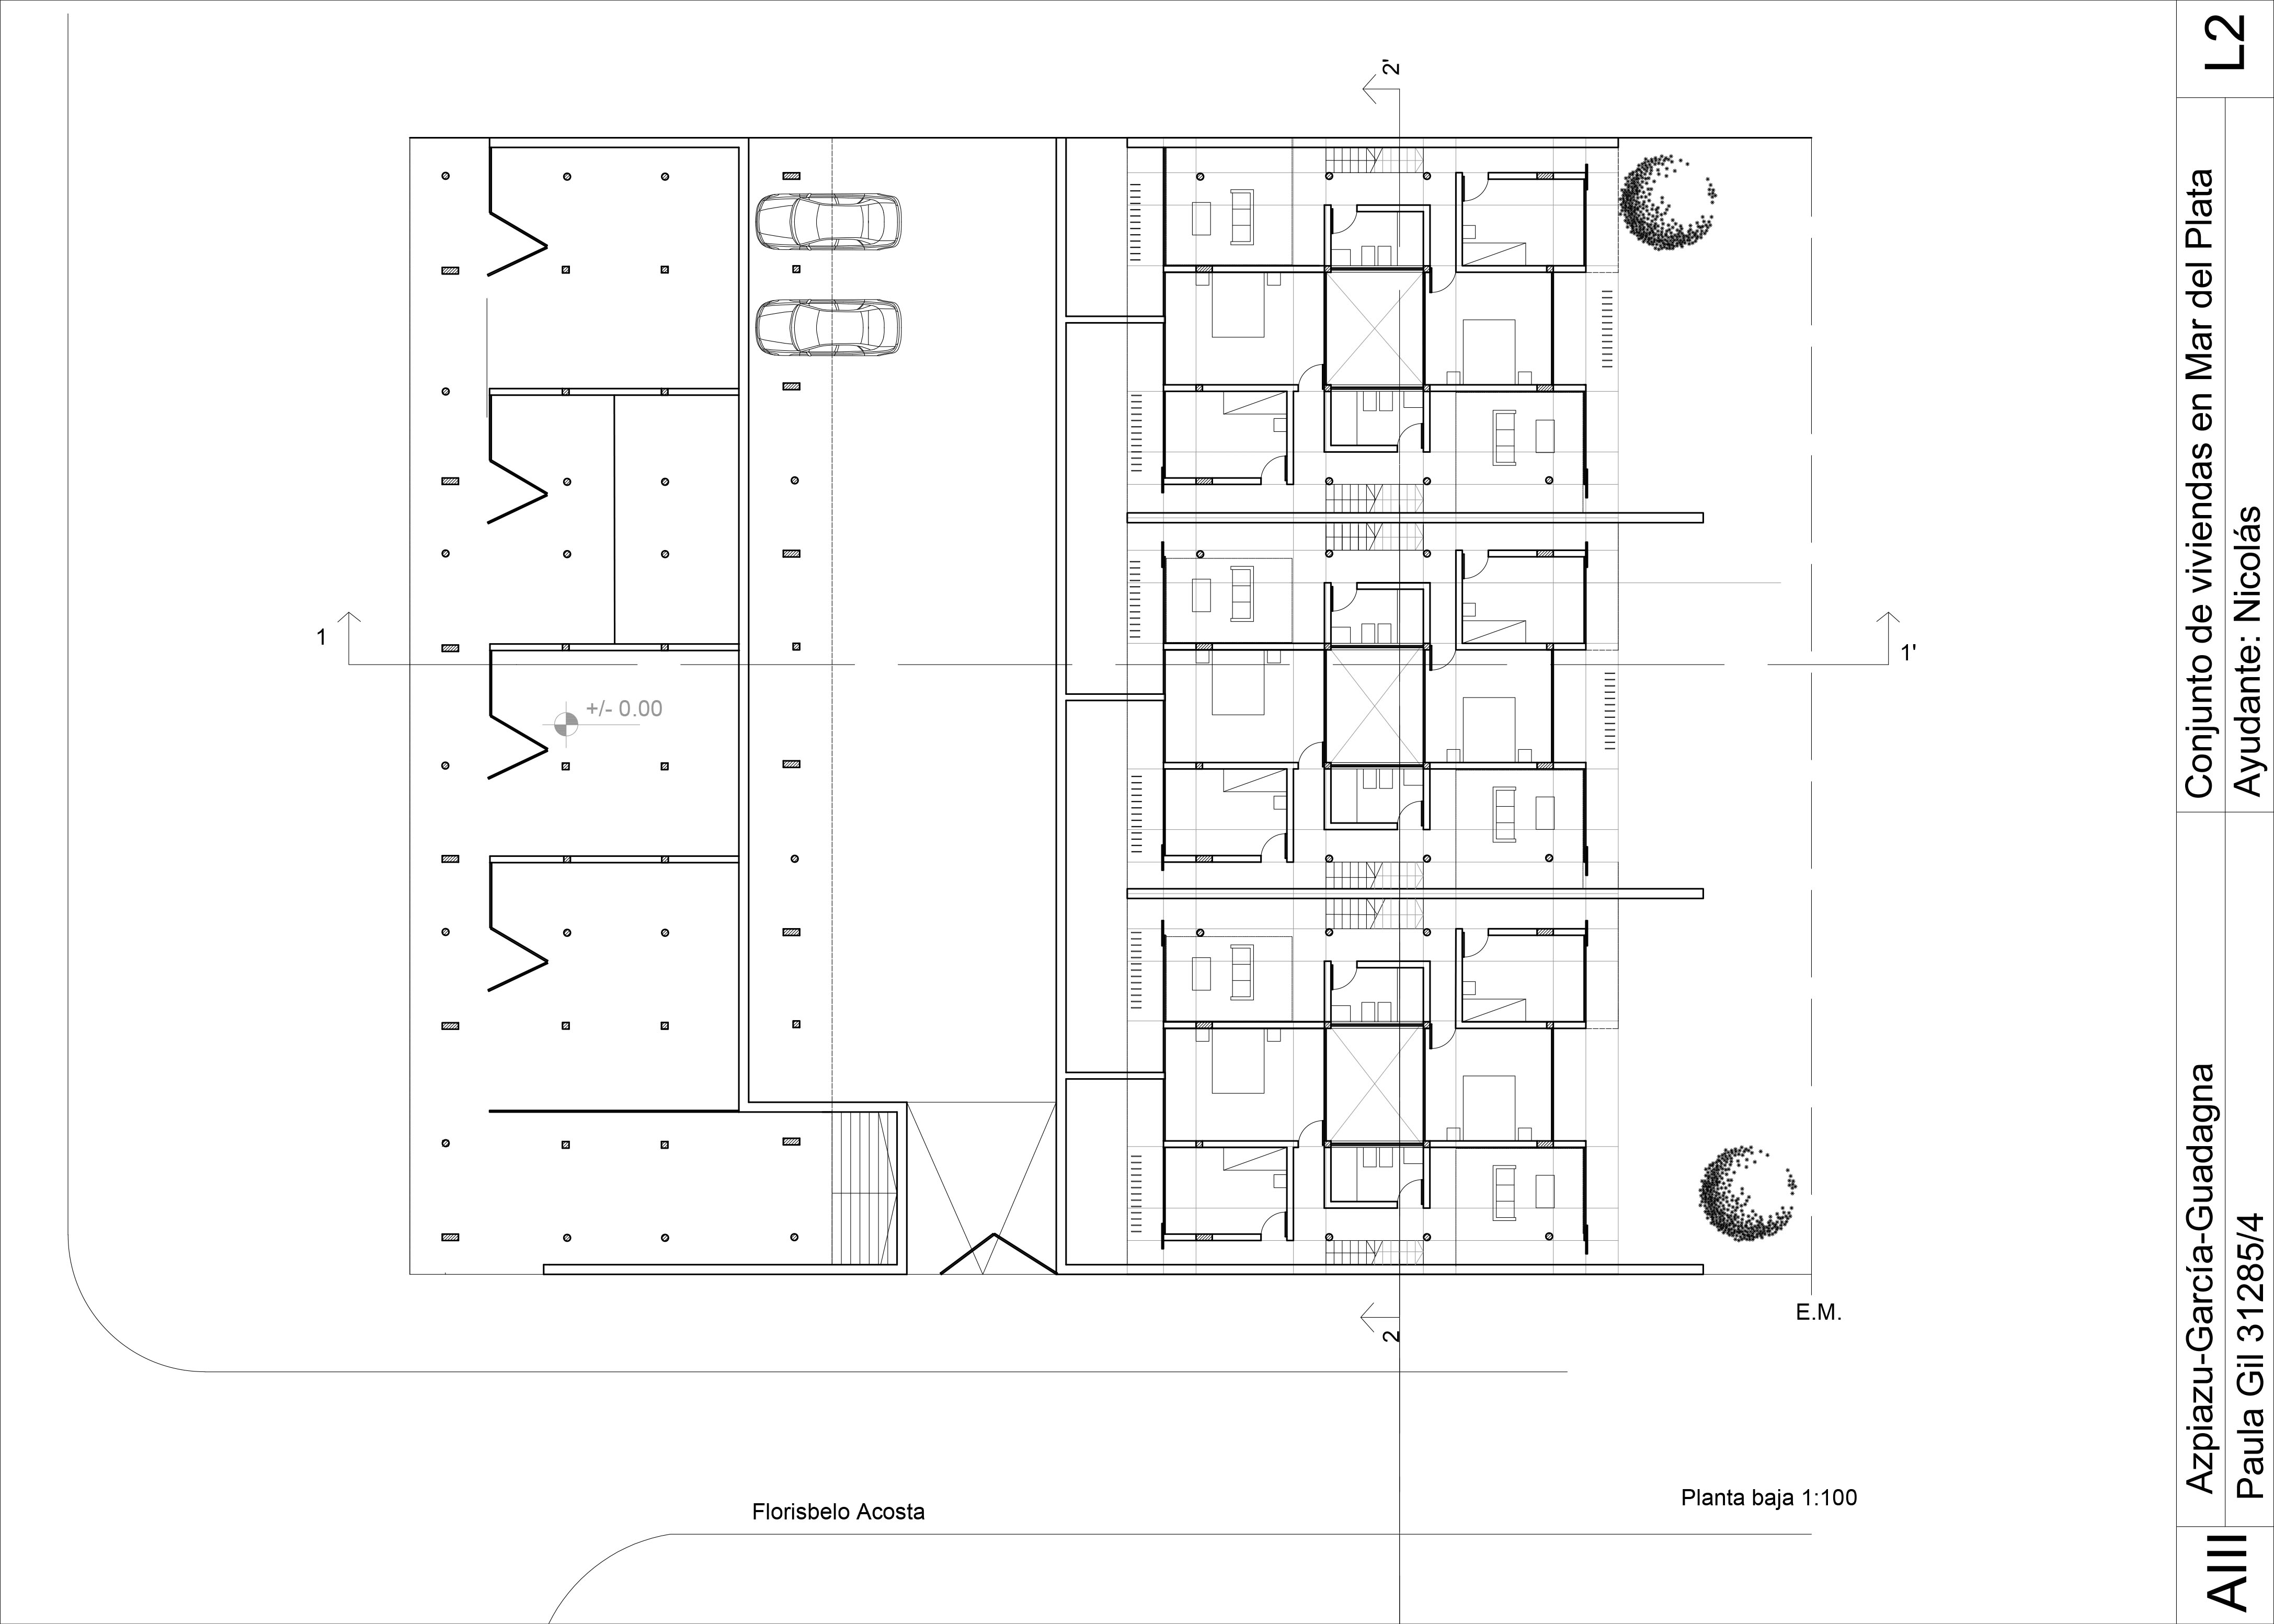 2'
1
1'
+/- 0.00
2
E.M.
Florisbelo Acosta
Planta baja 1:100
L2
Conjunto de viviendas en Mar del Plata
Ayudante: Nicolás
Azpiazu-García-Guadagna
Paula Gil 31285/4
AIII